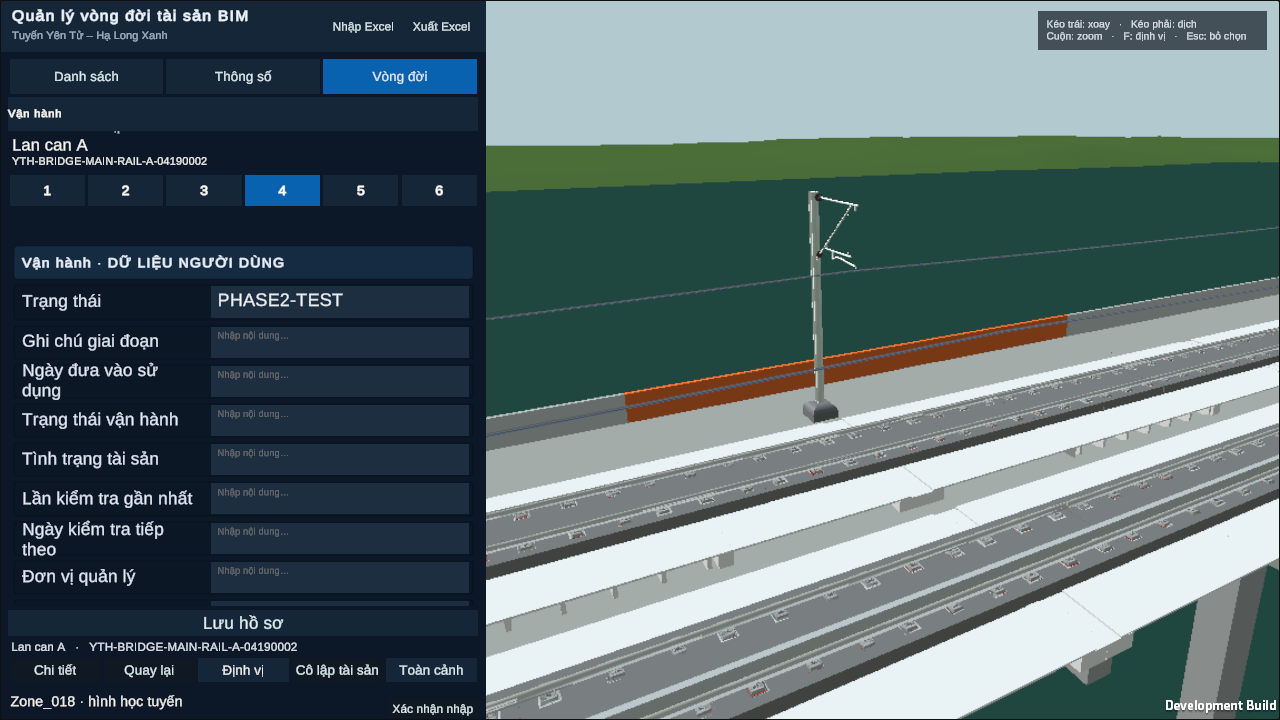 Quản lý vòng đời tài sản BIM
Tuyến Yên Tử – Hạ Long Xanh
Nhập Excel
Xuất Excel
Danh sách
Thông số
Vòng đời
Vận hành
Lan can A
YTH-BRIDGE-MAIN-RAIL-A-04190002
1
2
3
4
5
6
Vận hành · DỮ LIỆU NGƯỜI DÙNG
Trạng thái
PHASE2-TEST
Ghi chú giai đoạn
Nhập nội dung...
Ngày đưa vào sử dụng
Nhập nội dung...
Trạng thái vận hành
Nhập nội dung...
Tình trạng tài sản
Nhập nội dung...
Lần kiểm tra gần nhất
Nhập nội dung...
Ngày kiểm tra tiếp theo
Nhập nội dung...
Đơn vị quản lý
Nhập nội dung...
Lưu hồ sơ
Lan can A · YTH-BRIDGE-MAIN-RAIL-A-04190002
Chi tiết
Quay lại
Định vị
Cô lập tài sản
Toàn cảnh
Zone_018 · hình học tuyến
Xác nhận nhập
Kéo trái: xoay · Kéo phải: dịch
Cuộn: zoom · F: định vị · Esc: bỏ chọn
Development Build